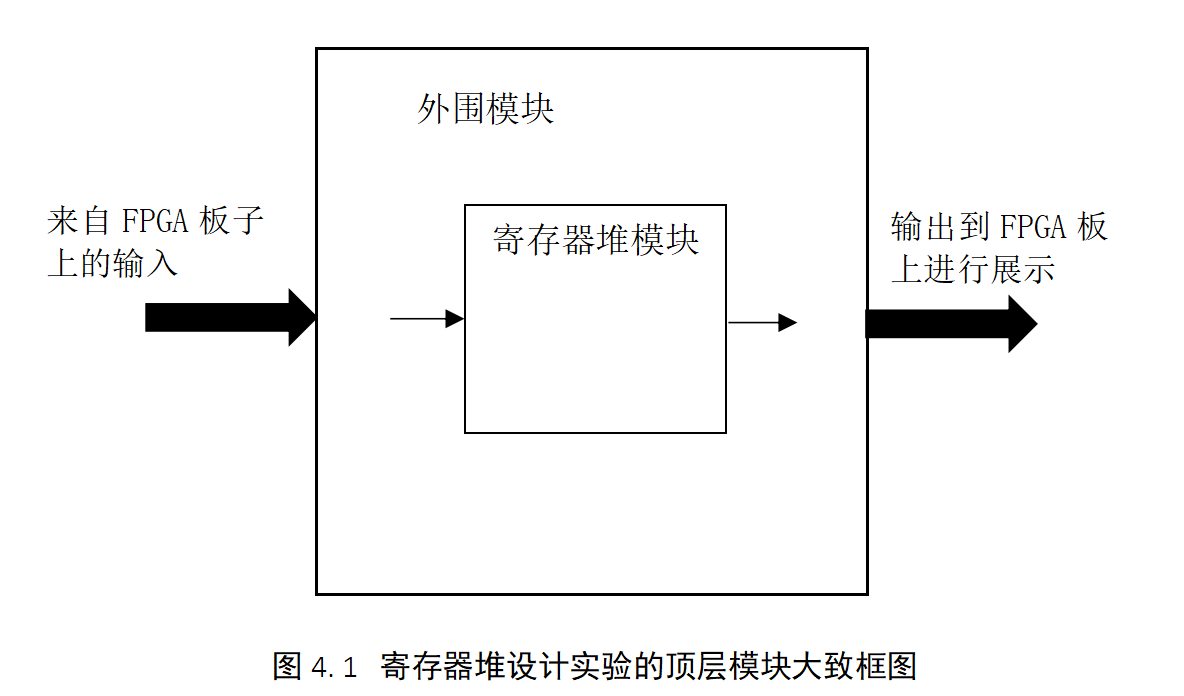 外围模块
来自 FPGA 板子
上的输入
寄存器堆模块
输出到 FPGA 板
上进行展示
图 4.1 寄存器堆设计实验的顶层模块大致框图